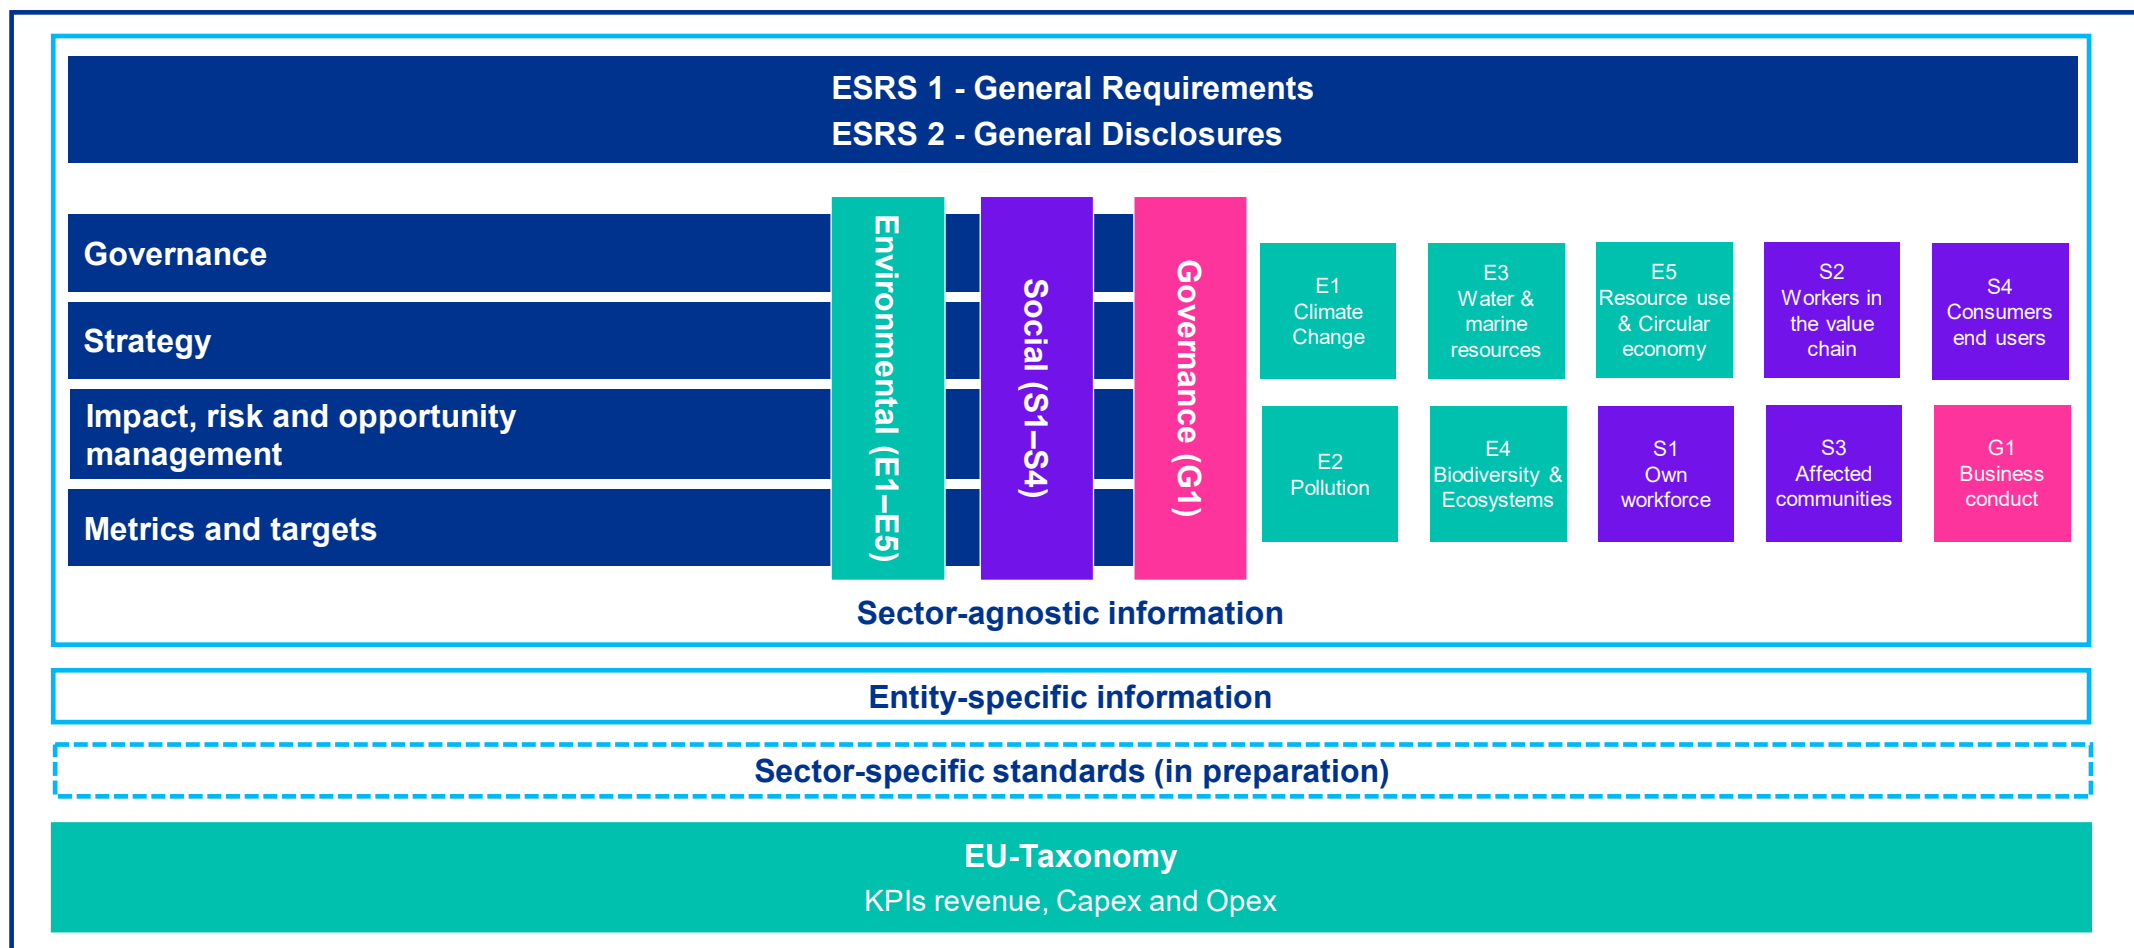 ESRS 1 - General Requirements
ESRS 2 - General Disclosures
Governance
Strategy
Impact, risk and opportunity
management
Metrics and targets
Environmental (E1–E5)
Social (S1–S4)
Governance (G1)
E1
Climate
Change
E3
Water &
marine
resources
E5
Resource use
& Circular
economy
S2
Workers in
the value
chain
S4
Consumers
end users
E2
Pollution
E4
Biodiversity &
Ecosystems
S1
Own
workforce
S3
Affected
communities
G1
Business
conduct
Sector-agnostic information
Entity-specific information
Sector-specific standards (in preparation)
EU-Taxonomy
KPIs revenue, Capex and Opex